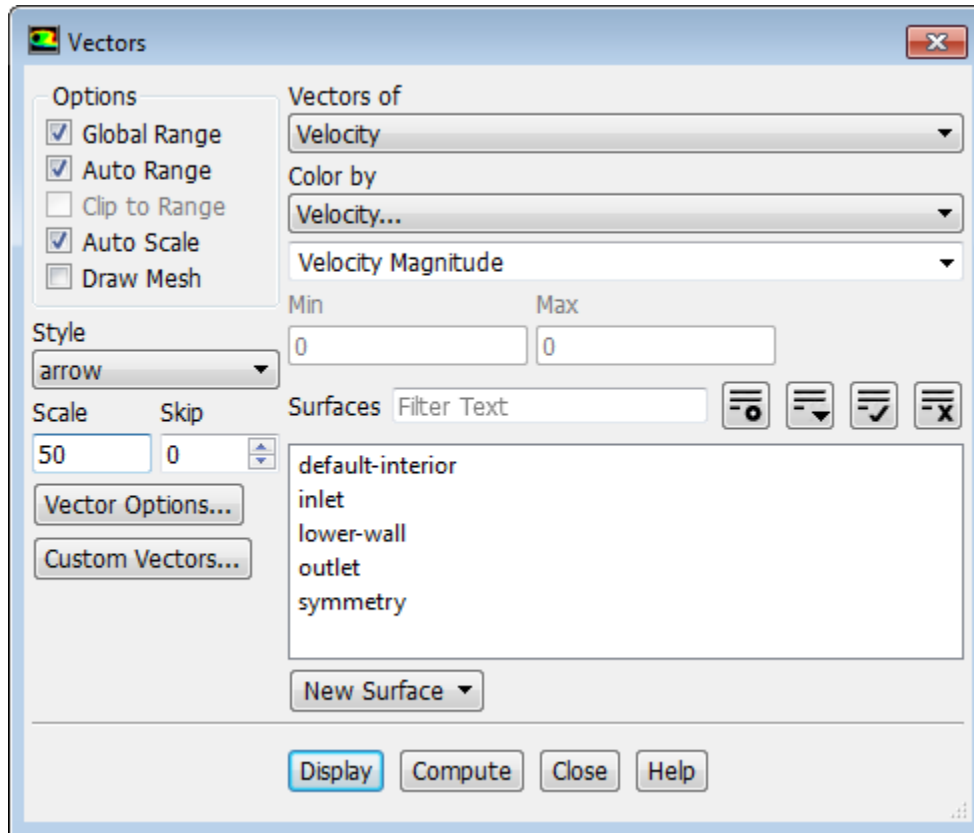 Vectors
Options
Global Range
Auto Range
Clip to Range
Auto Scale
Draw Mesh
Style
arrow
Scale Skip
50 0
Vector Options...
Custom Vectors...
Vectors of
Velocity
Color by
Velocity...
Velocity Magnitude
Min Max
0 0
Surfaces Filter Text
default-interior
inlet
lower-wall
outlet
symmetry
New Surface
Display Compute Close Help